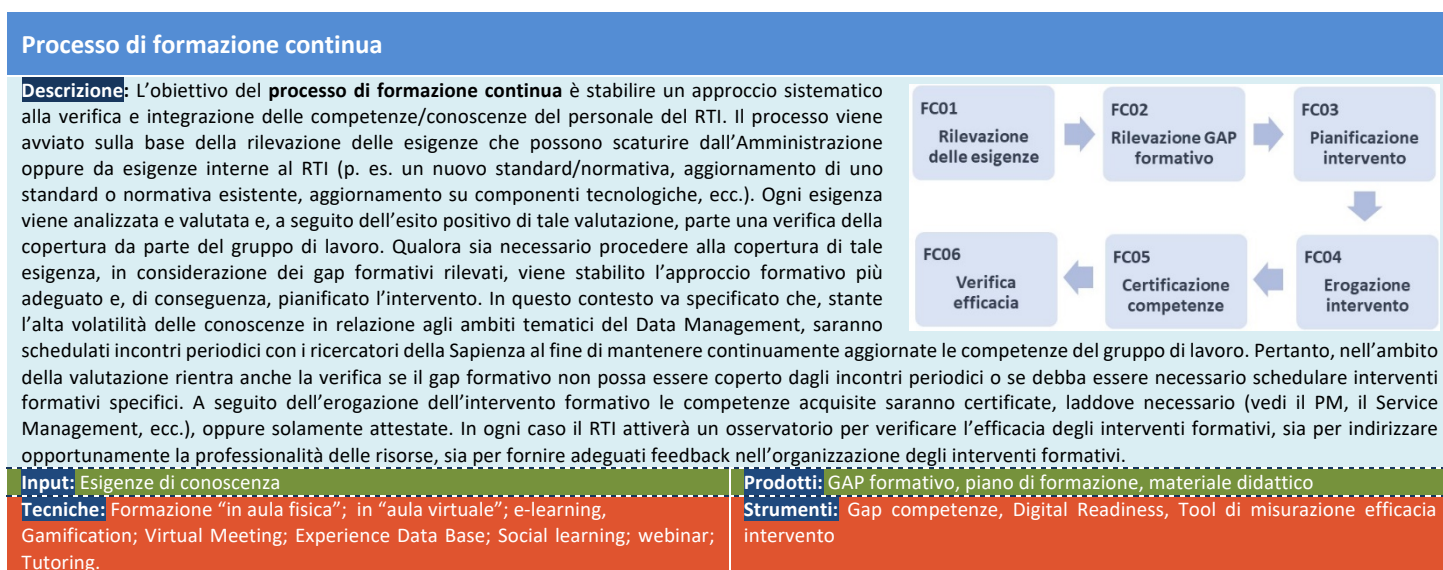 Processo di formazione continua
Descrizione: L’obiettivo del processo di formazione continua è stabilire un approccio sistematico
alla verifica e integrazione delle competenze/conoscenze del personale del RTI. Il processo viene
avviato sulla base della rilevazione delle esigenze che possono scaturire dall’Amministrazione
oppure da esigenze interne al RTI (p. es. un nuovo standard/normativa, aggiornamento di uno
standard o normativa esistente, aggiornamento su componenti tecnologiche, ecc.). Ogni esigenza
viene analizzata e valutata e, a seguito dell’esito positivo di tale valutazione, parte una verifica della
copertura da parte del gruppo di lavoro. Qualora sia necessario procedere alla copertura di tale
esigenza, in considerazione dei gap formativi rilevati, viene stabilito l’approccio formativo più
adeguato e, di conseguenza, pianificato l’intervento. In questo contesto va specificato che, stante
l’alta volatilità delle conoscenze in relazione agli ambiti tematici del Data Management, saranno
schedulati incontri periodici con i ricercatori della Sapienza al fine di mantenere continuamente aggiornate le competenze del gruppo di lavoro. Pertanto, nell’ambito
della valutazione rientra anche la verifica se il gap formativo non possa essere coperto dagli incontri periodici o se debba essere necessario schedulare interventi
formativi specifici. A seguito dell’erogazione dell’intervento formativo le competenze acquisite saranno certificate, laddove necessario (vedi il PM, il Service
Management, ecc.), oppure solamente attestate. In ogni caso il RTI attiverà un osservatorio per verificare l’efficacia degli interventi formativi, sia per indirizzare
opportunamente la professionalità delle risorse, sia per fornire adeguati feedback nell’organizzazione degli interventi formativi.
FC01
Rilevazione
delle esigenze
FC02
Rilevazione GAP
formativo
FC03
Pianificazione
intervento
FC04
Erogazione
intervento
FC05
Certificazione
competenze
FC06
Verifica
efficacia
Input: Esigenze di conoscenza
Prodotti: GAP formativo, piano di formazione, materiale didattico
Tecniche: Formazione “in aula fisica”; in “aula virtuale”; e-learning,
Gamification; Virtual Meeting; Experience Data Base; Social learning; webinar;
Tutoring.
Strumenti: Gap competenze, Digital Readiness, Tool di misurazione efficacia
intervento